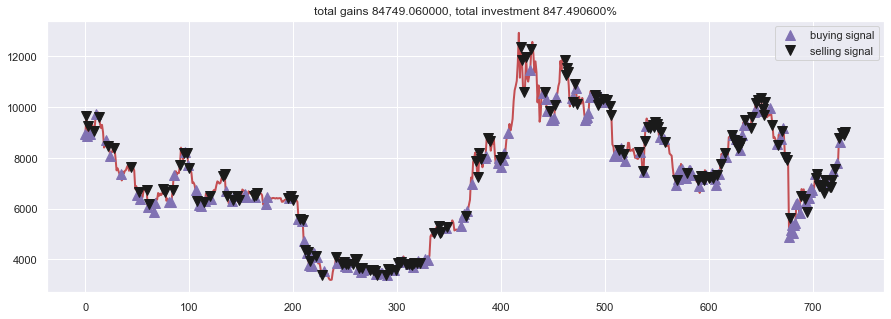 total gains 84749.060000, total investment 847.490600%
buying signal
selling signal
12000
10000
8000
6000
4000
0 100 200 300 400 500 600 700